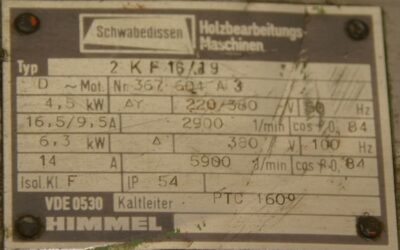 Schwabedissen Holzbearbeitungs-
Maschinen
Typ 2 K F 16/19
D ~ Mot. Nr. 367 601 A 3
4,5 kW ΔY 220/380 V 50 Hz
16,5/9,5 A 2900 1/min cos φ 0, 84
6,3 kW Δ 380 V 100 Hz
14 A 5900 1/min cos φ 0, 84
Isol.Kl. F IP 54
VDE 0530 Kaltleiter PTC 160°
HIMMEL